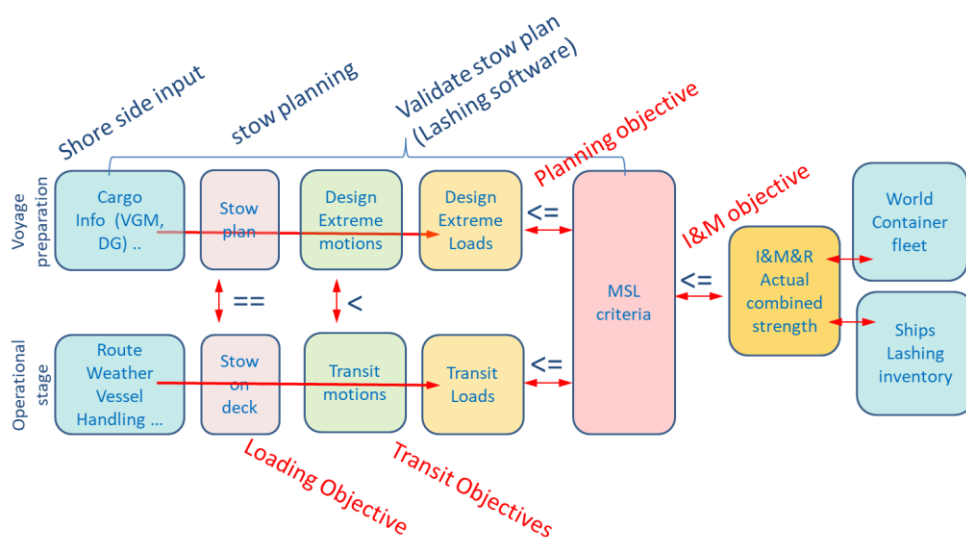 Shore side input
stow planning
Validate stow plan
(Lashing software)
Planning objective
I&M objective
Voyage
preparation
Cargo
Info (VGM,
DG) ..
Stow
plan
Design
Extreme
motions
Design
Extreme
Loads
<=
MSL
criteria
<=
I&M&R
Actual
combined
strength
World
Container
fleet
Ships
Lashing
inventory
==
<
Operational
stage
Route
Weather
Vessel
Handling ...
Stow
on
deck
Transit
motions
Transit
Loads
<=
Loading Objective
Transit Objectives